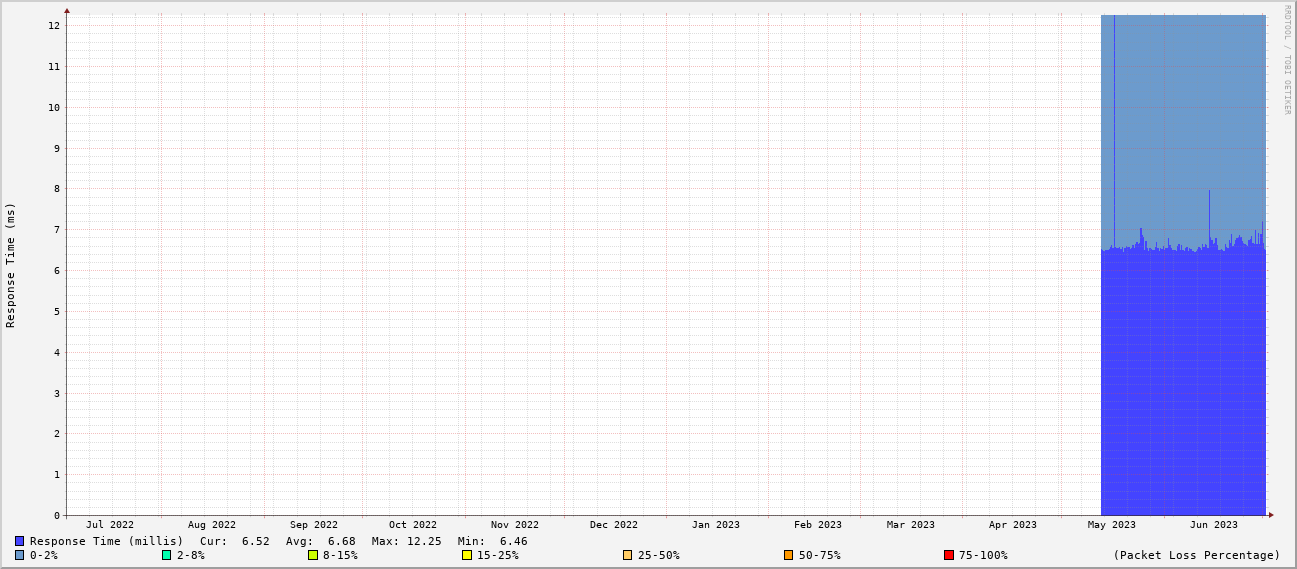 RRDTOOL / TOBI OETIKER
Response Time (ms)
12
11
10
9
8
7
6
5
4
3
2
1
0
Jul 2022 Aug 2022 Sep 2022 Oct 2022 Nov 2022 Dec 2022 Jan 2023 Feb 2023 Mar 2023 Apr 2023 May 2023 Jun 2023
Response Time (millis) Cur: 6.52 Avg: 6.68 Max: 12.25 Min: 6.46
0-2% 2-8% 8-15% 15-25% 25-50% 50-75% 75-100% (Packet Loss Percentage)